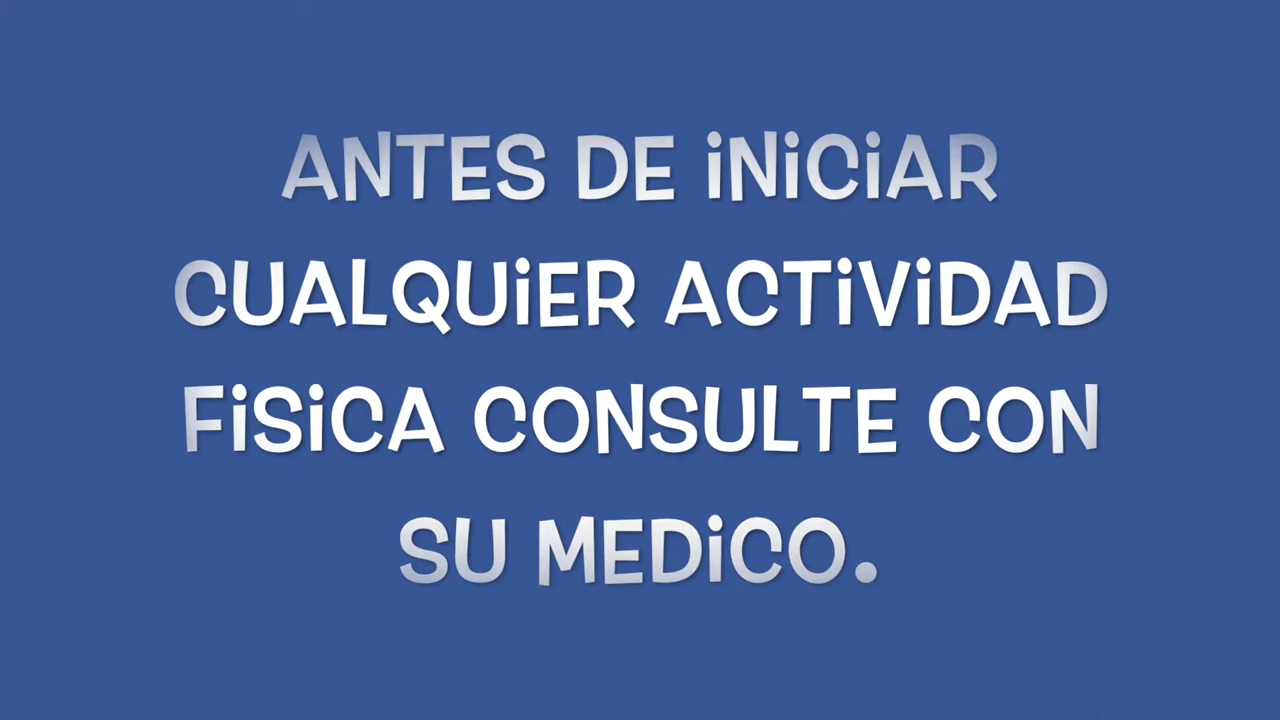 ANTES DE iNiCiAR
CUALQUiER ACTiViDAD
FiSiCA CONSULTE CON
SU MEDiCO.